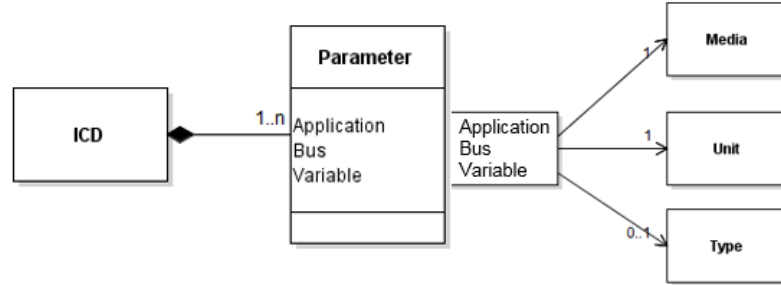 ICD
1..n
Parameter
Application
Bus
Variable
Application
Bus
Variable
1
Media
1
Unit
0..1
Type